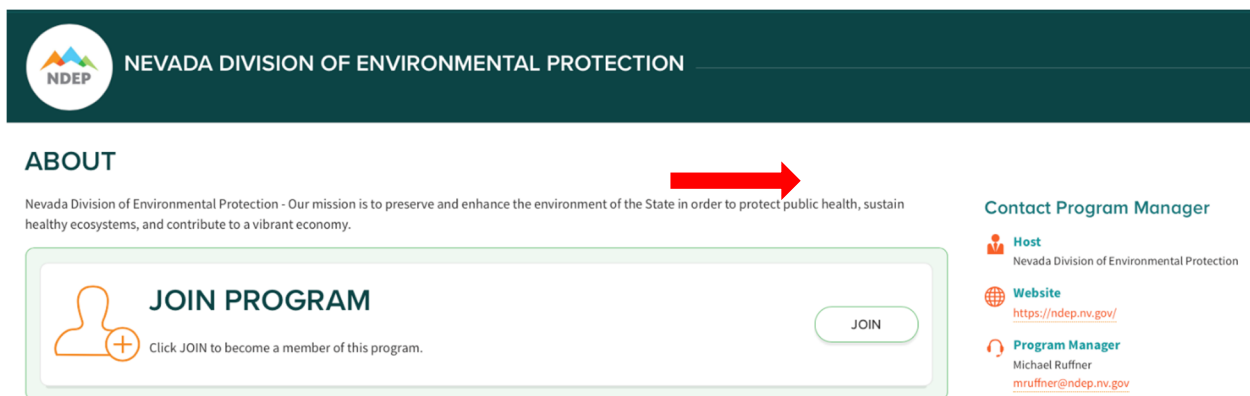 NDEP
NEVADA DIVISION OF ENVIRONMENTAL PROTECTION
ABOUT
Nevada Division of Environmental Protection - Our mission is to preserve and enhance the environment of the State in order to protect public health, sustain
healthy ecosystems, and contribute to a vibrant economy.
JOIN PROGRAM
Click JOIN to become a member of this program.
JOIN
Contact Program Manager
Host
Nevada Division of Environmental Protection
Website
https://ndep.nv.gov/
Program Manager
Michael Ruffner
mruffner@ndep.nv.gov